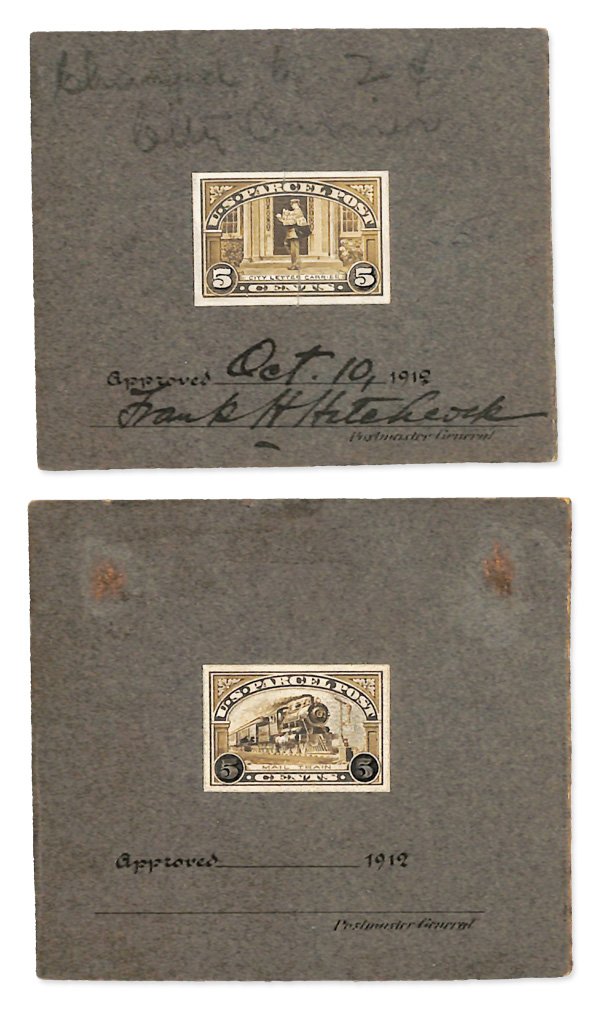 Changed to 2¢
City Carrier
U.S. PARCEL POST
5 CITY LETTER CARRIER 5
CENTS
Approved Oct. 10, 1912
Frank H Hitchcock
Postmaster General
U.S. PARCEL POST
5 MAIL TRAIN 5
CENTS
Approved 1912
Postmaster General